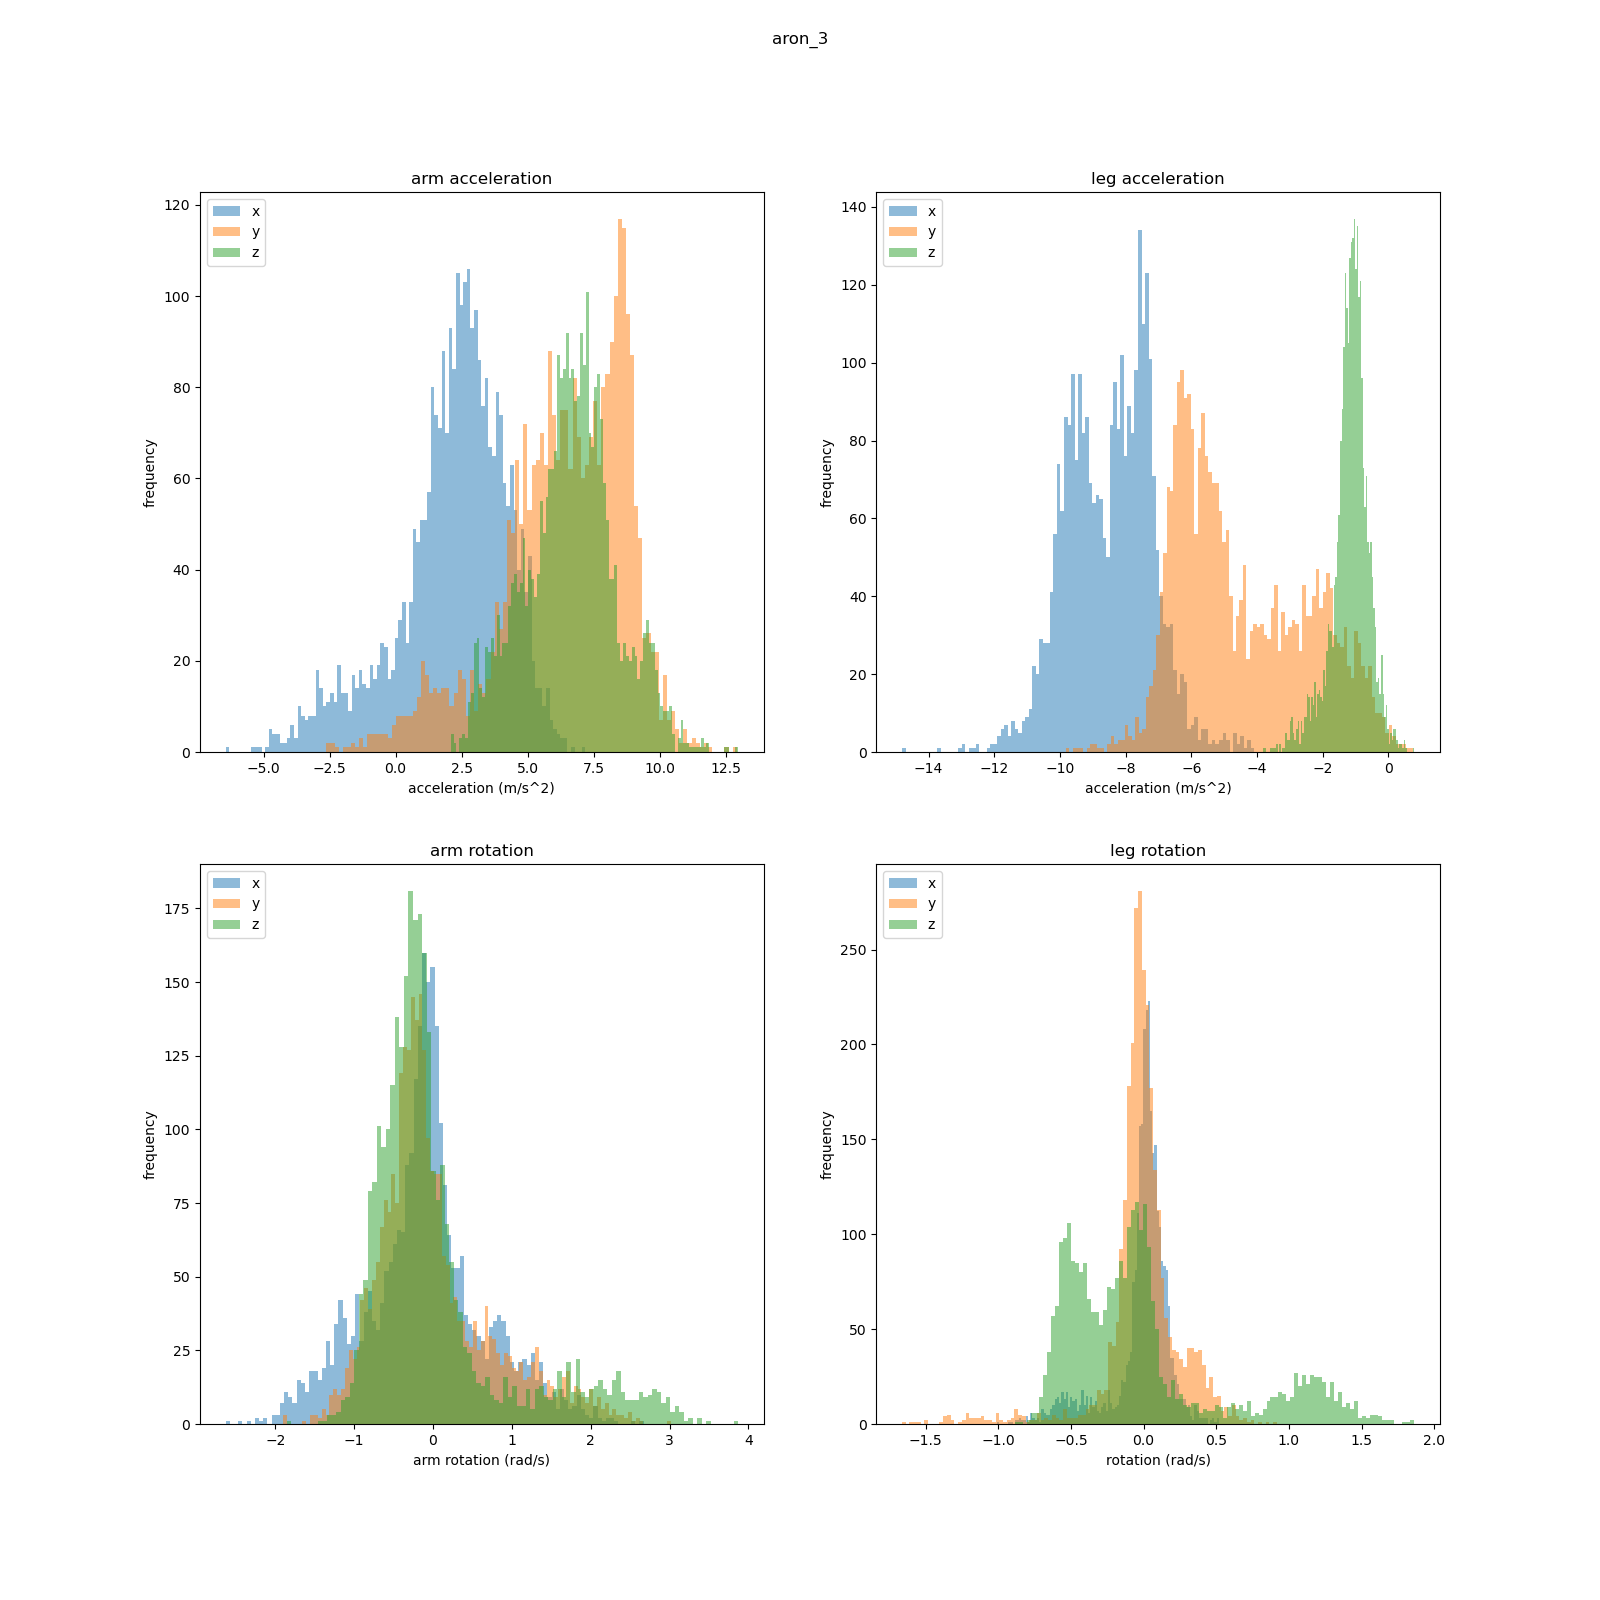 aron_3
arm acceleration
x
y
z
120
100
80
60
40
20
0
frequency
−5.0 −2.5 0.0 2.5 5.0 7.5 10.0 12.5
acceleration (m/s^2)
leg acceleration
x
y
z
140
120
100
80
60
40
20
0
frequency
−14 −12 −10 −8 −6 −4 −2 0
acceleration (m/s^2)
arm rotation
x
y
z
175
150
125
100
75
50
25
0
frequency
−2 −1 0 1 2 3 4
arm rotation (rad/s)
leg rotation
x
y
z
250
200
150
100
50
0
frequency
−1.5 −1.0 −0.5 0.0 0.5 1.0 1.5 2.0
rotation (rad/s)